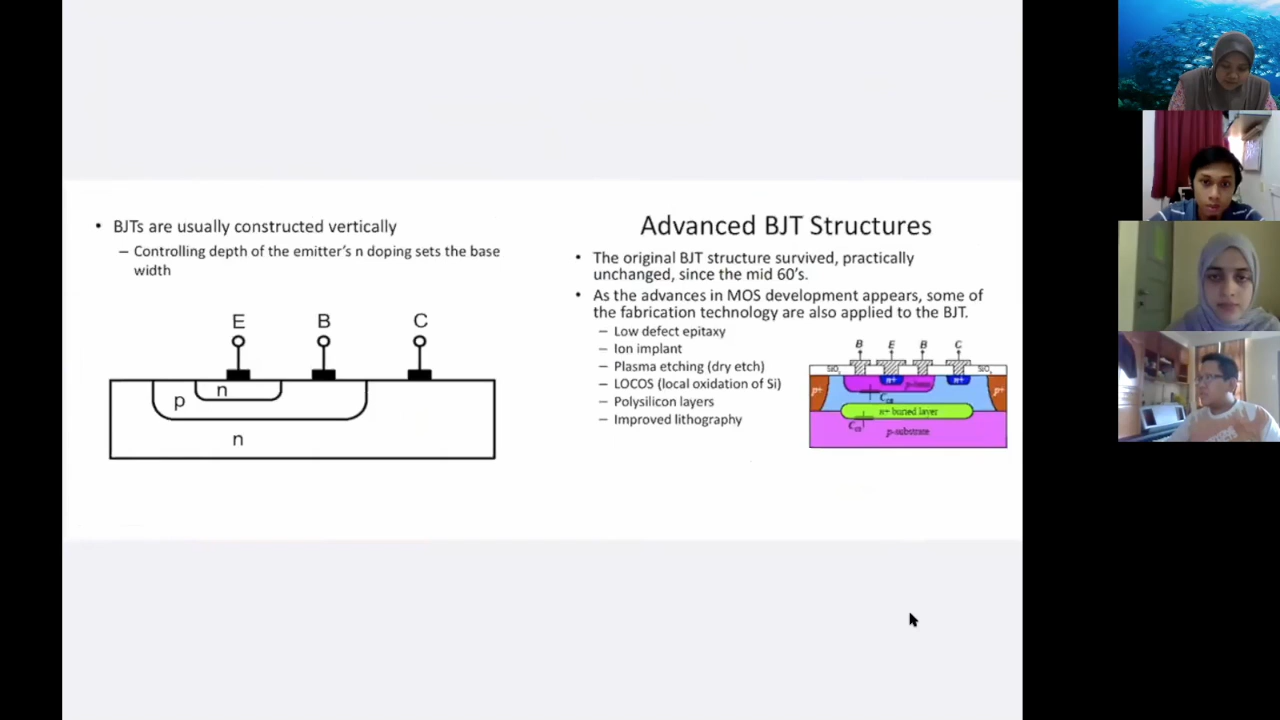 • BJTs are usually constructed vertically
– Controlling depth of the emitter's n doping sets the base
width
E B C
n
p
n
Advanced BJT Structures
• The original BJT structure survived, practically
unchanged, since the mid 60's.
• As the advances in MOS development appears, some of
the fabrication technology are also applied to the BJT.
– Low defect epitaxy
– Ion implant
– Plasma etching (dry etch)
– LOCOS (local oxidation of Si)
– Polysilicon layers
– Improved lithography
B E B C
SiO SiO
p+ n+ n+ p+
n+ buried layer
p-substrate